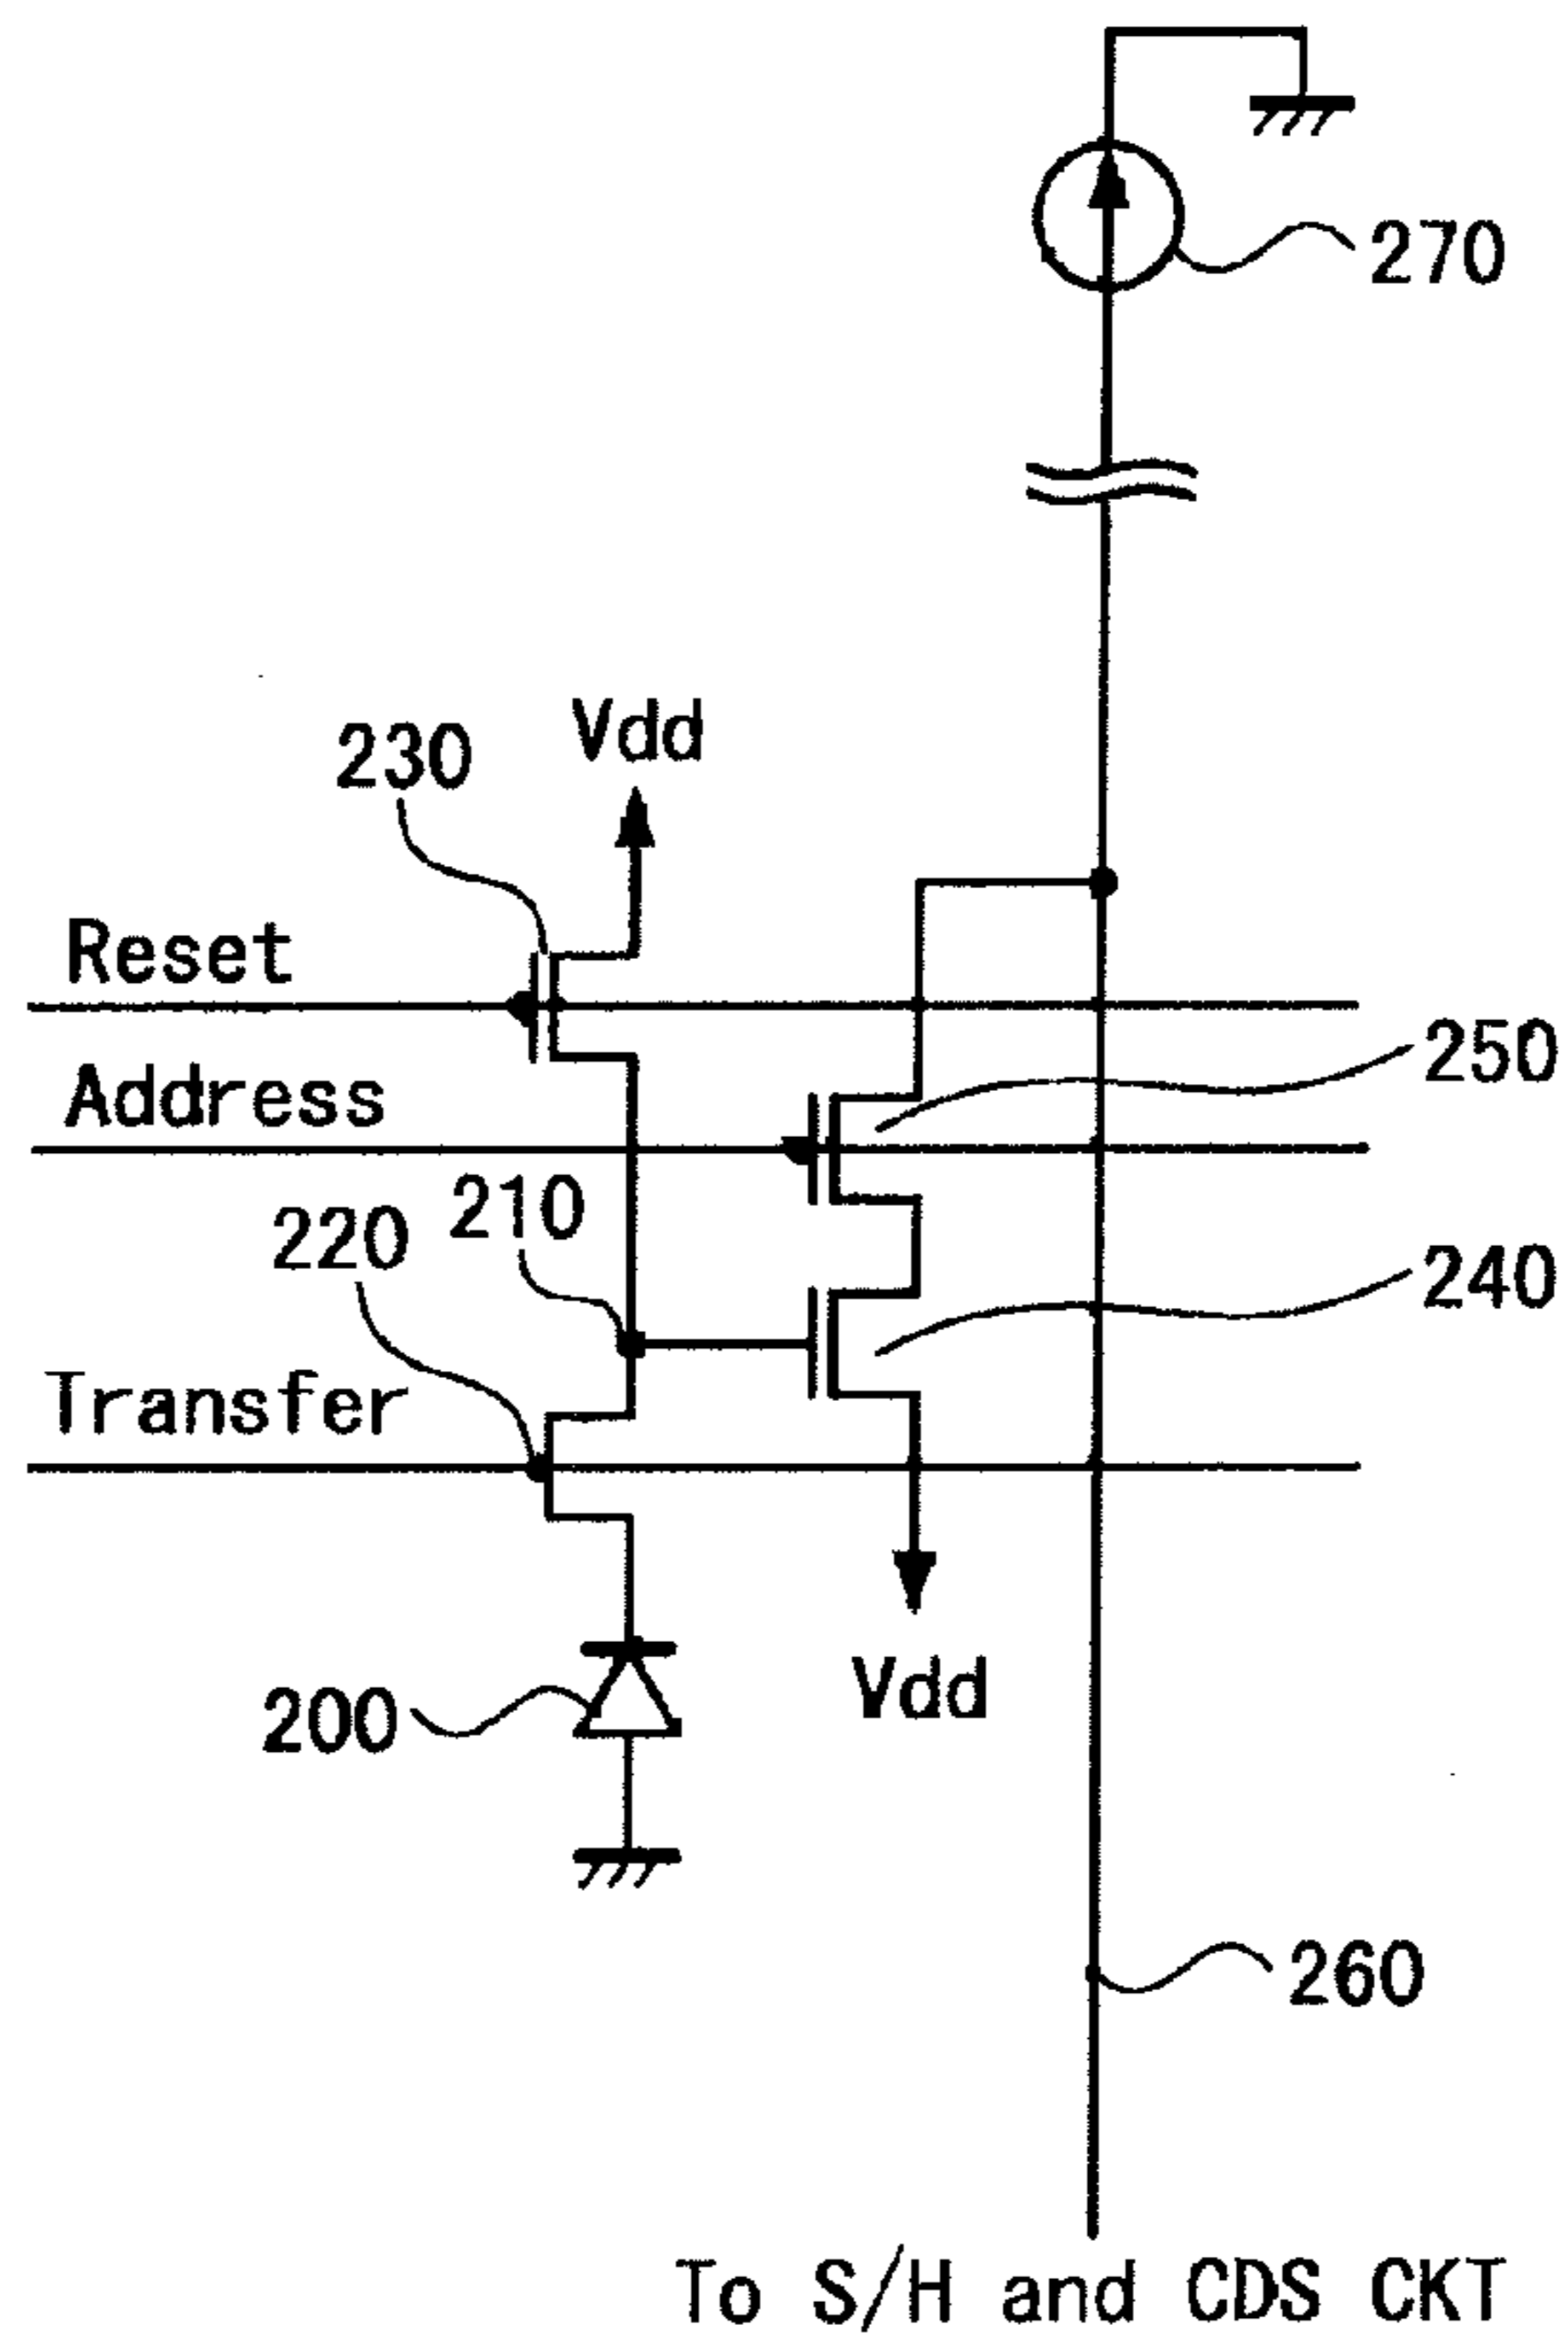 270
Vdd
230
Reset
250
Address
210
220
240
Transfer
Vdd
200
260
To S/H and CDS CKT